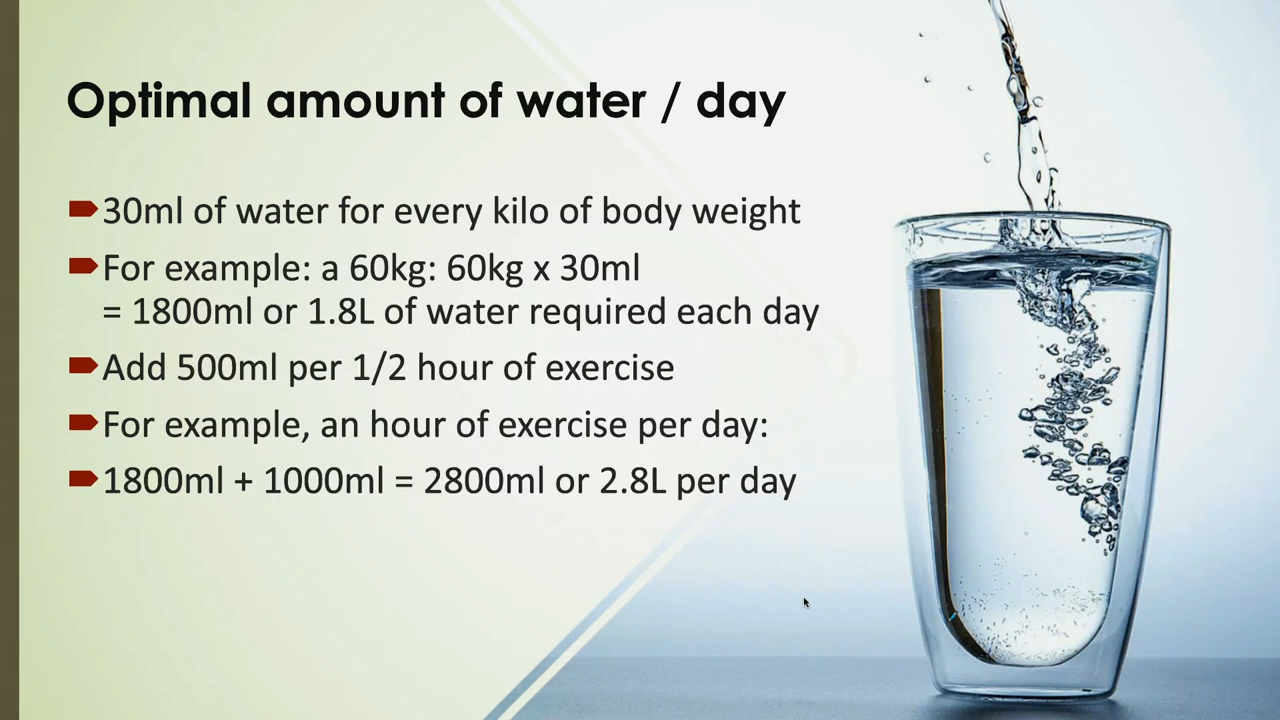 Optimal amount of water / day
30ml of water for every kilo of body weight
For example: a 60kg: 60kg x 30ml
= 1800ml or 1.8L of water required each day
Add 500ml per 1/2 hour of exercise
For example, an hour of exercise per day:
1800ml + 1000ml = 2800ml or 2.8L per day